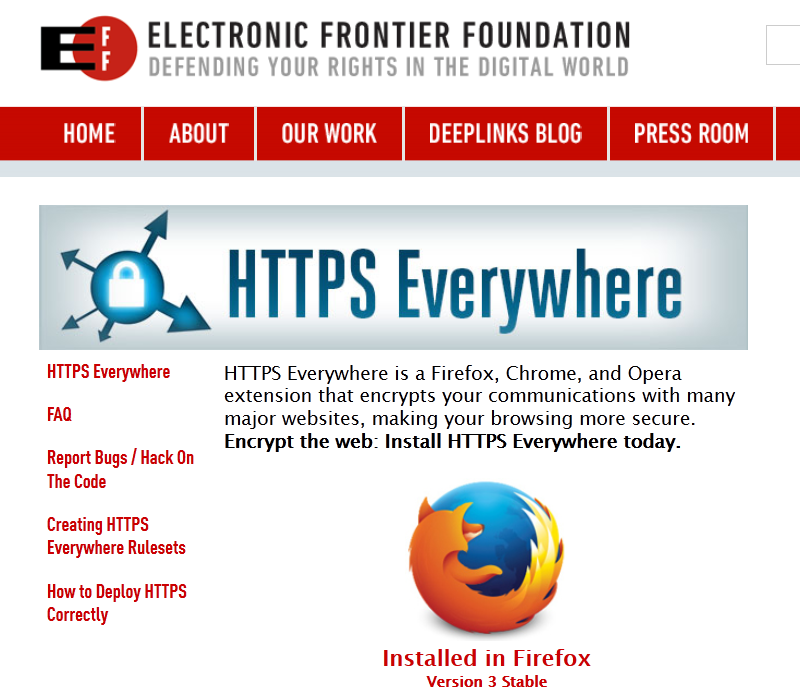 EFF
ELECTRONIC FRONTIER FOUNDATION
DEFENDING YOUR RIGHTS IN THE DIGITAL WORLD
HOME ABOUT OUR WORK DEEPLINKS BLOG PRESS ROOM
HTTPS Everywhere
HTTPS Everywhere
FAQ
Report Bugs / Hack On
The Code
Creating HTTPS
Everywhere Rulesets
How to Deploy HTTPS
Correctly
HTTPS Everywhere is a Firefox, Chrome, and Opera
extension that encrypts your communications with many
major websites, making your browsing more secure.
Encrypt the web: Install HTTPS Everywhere today.
Installed in Firefox
Version 3 Stable